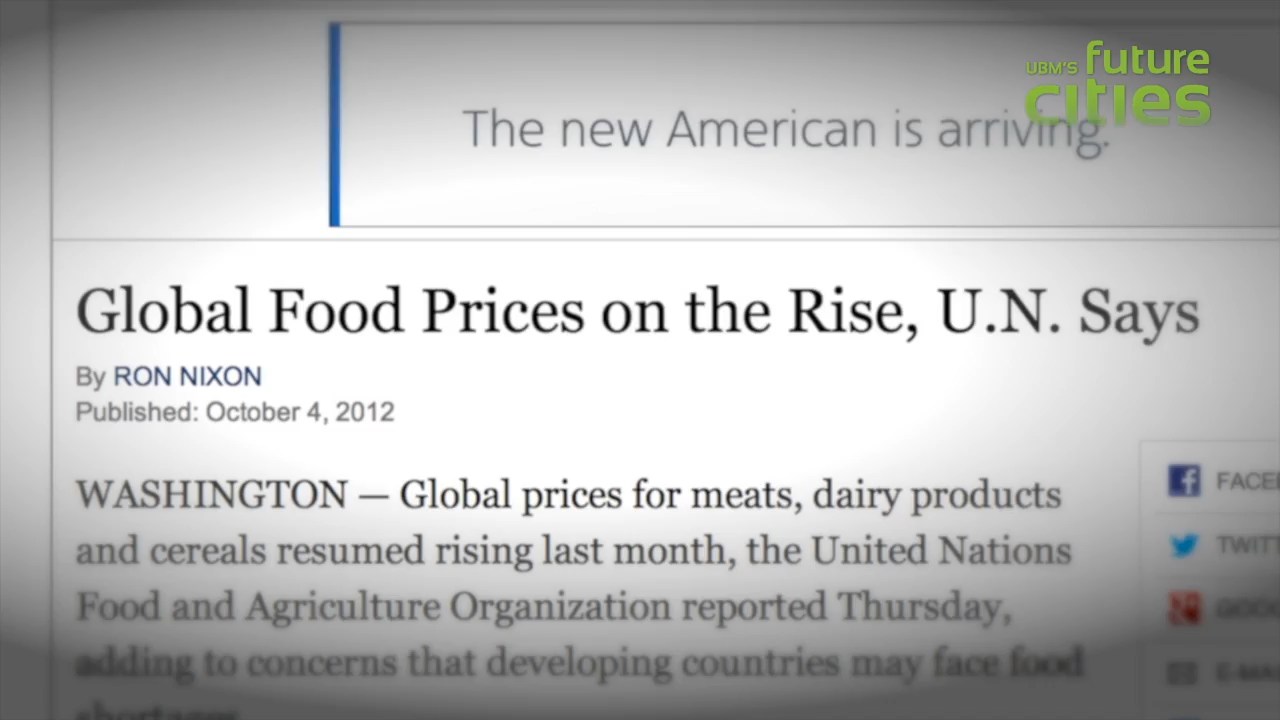 UBM'S future
cities
The new American is arriving.
Global Food Prices on the Rise, U.N. Says
By RON NIXON
Published: October 4, 2012
WASHINGTON — Global prices for meats, dairy products
and cereals resumed rising last month, the United Nations
Food and Agriculture Organization reported Thursday,
adding to concerns that developing countries may face food
shortages